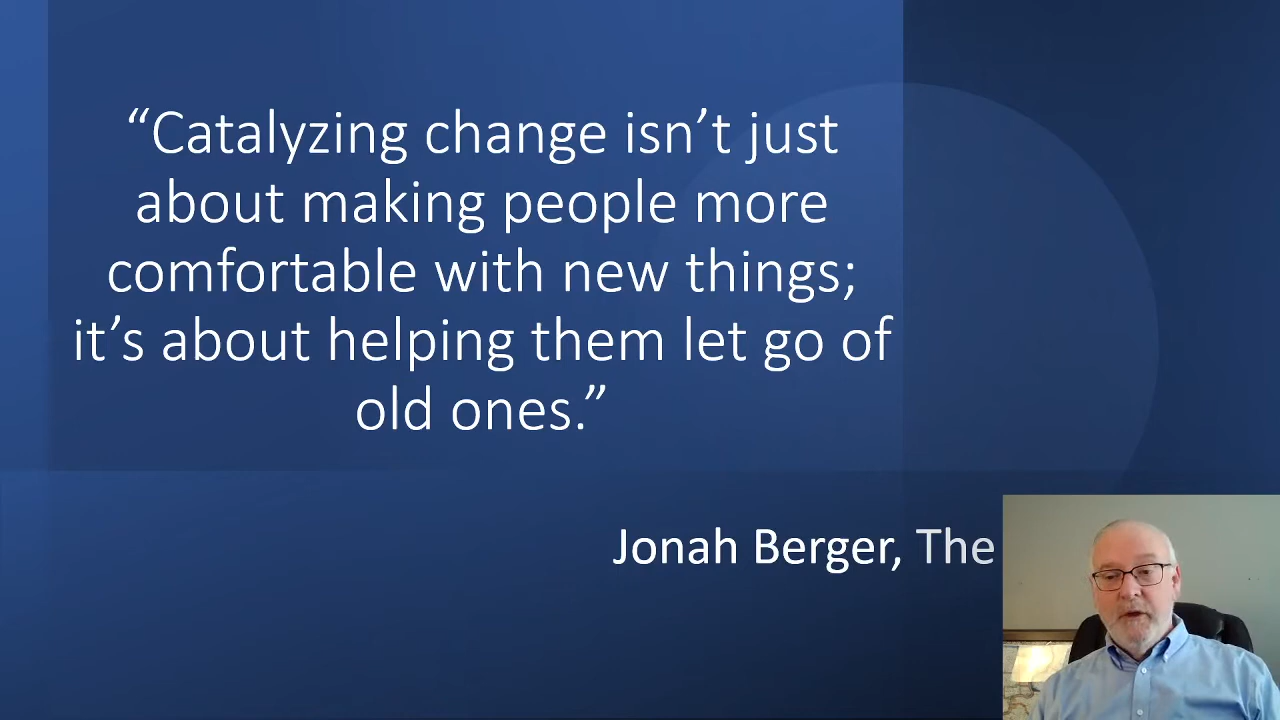 “Catalyzing change isn’t just
about making people more
comfortable with new things;
it’s about helping them let go of
old ones.”
Jonah Berger, The